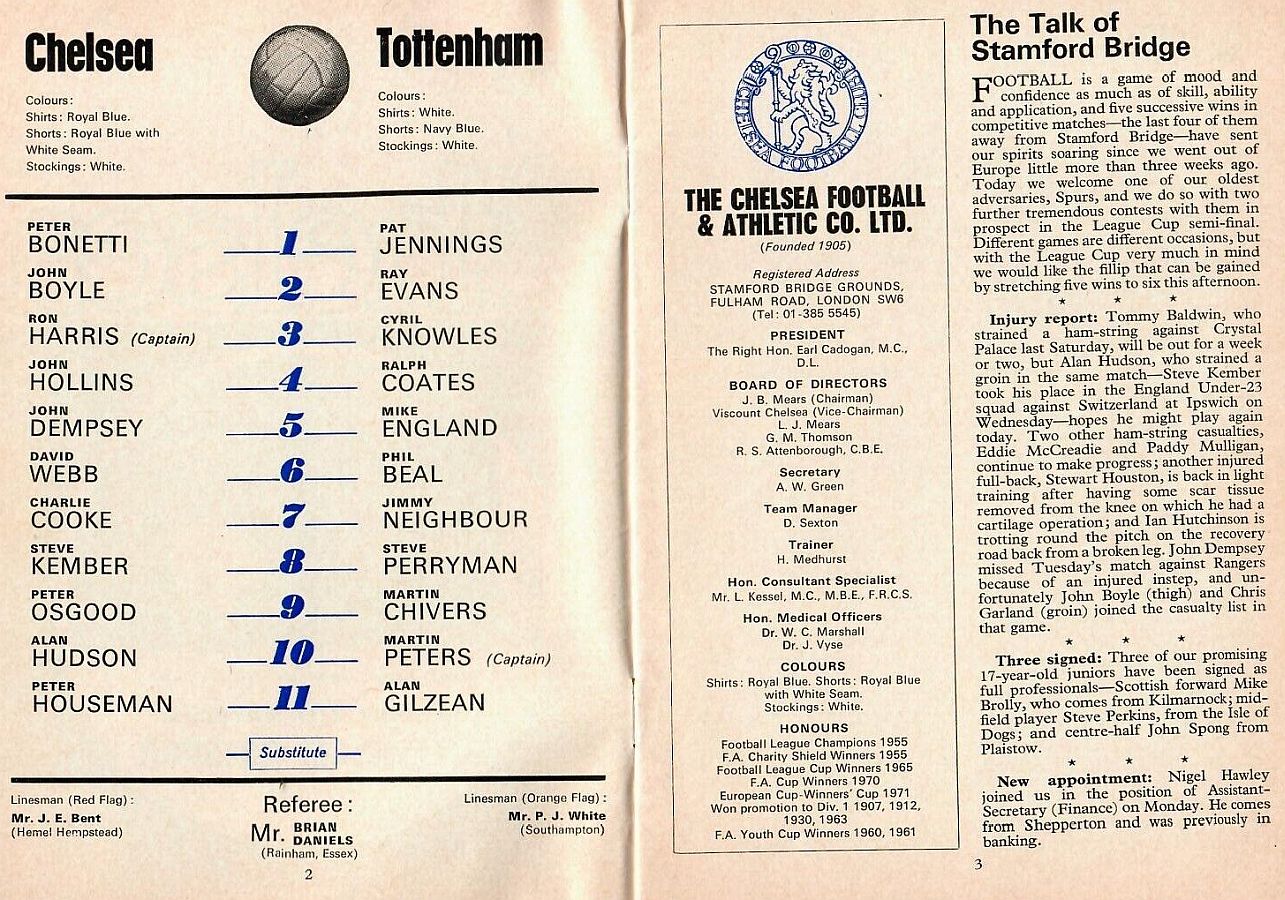 Chelsea
Colours:
Shirts: Royal Blue.
Shorts: Royal Blue with
White Seam.
Stockings: White.
Tottenham
Colours:
Shirts: White.
Shorts: Navy Blue.
Stockings: White.
PETER PAT
BONETTI 1 JENNINGS
JOHN RAY
BOYLE 2 EVANS
RON CYRIL
HARRIS (Captain) 3 KNOWLES
JOHN RALPH
HOLLINS 4 COATES
JOHN MIKE
DEMPSEY 5 ENGLAND
DAVID PHIL
WEBB 6 BEAL
CHARLIE JIMMY
COOKE 7 NEIGHBOUR
STEVE STEVE
KEMBER 8 PERRYMAN
PETER MARTIN
OSGOOD 9 CHIVERS
ALAN MARTIN
HUDSON 10 PETERS (Captain)
PETER ALAN
HOUSEMAN 11 GILZEAN
Substitute
Linesman (Red Flag):
Mr. J. E. Bent
(Hemel Hempstead)
Referee:
Mr. BRIAN
DANIELS
(Rainham, Essex)
Linesman (Orange Flag):
Mr. P. J. White
(Southampton)
2
CHELSEA FOOTBALL CLUB
THE CHELSEA FOOTBALL
& ATHLETIC CO. LTD.
(Founded 1905)
Registered Address
STAMFORD BRIDGE GROUNDS,
FULHAM ROAD, LONDON SW6
(Tel: 01-385 5545)
PRESIDENT
The Right Hon. Earl Cadogan, M.C.,
D.L.
BOARD OF DIRECTORS
J. B. Mears (Chairman)
Viscount Chelsea (Vice-Chairman)
L. J. Mears
G. M. Thomson
R. S. Attenborough, C.B.E.
Secretary
A. W. Green
Team Manager
D. Sexton
Trainer
H. Medhurst
Hon. Consultant Specialist
Mr. L. Kessel, M.C., M.B.E., F.R.C.S.
Hon. Medical Officers
Dr. W. C. Marshall
Dr. J. Vyse
COLOURS
Shirts: Royal Blue. Shorts: Royal Blue
with White Seam.
Stockings: White.
HONOURS
Football League Champions 1955
F.A. Charity Shield Winners 1955
Football League Cup Winners 1965
F.A. Cup Winners 1970
European Cup-Winners' Cup 1971
Won promotion to Div. 1 1907, 1912,
1930, 1963
F.A. Youth Cup Winners 1960, 1961
The Talk of
Stamford Bridge
FOOTBALL is a game of mood and
confidence as much as of skill, ability
and application, and five successive wins in
competitive matches—the last four of them
away from Stamford Bridge—have sent
our spirits soaring since we went out of
Europe little more than three weeks ago.
Today we welcome one of our oldest
adversaries, Spurs, and we do so with two
further tremendous contests with them in
prospect in the League Cup semi-final.
Different games are different occasions, but
with the League Cup very much in mind
we would like the fillip that can be gained
by stretching five wins to six this afternoon.
* * *
Injury report: Tommy Baldwin, who
strained a ham-string against Crystal
Palace last Saturday, will be out for a week
or two, but Alan Hudson, who strained a
groin in the same match—Steve Kember
took his place in the England Under-23
squad against Switzerland at Ipswich on
Wednesday—hopes he might play again
today. Two other ham-string casualties,
Eddie McCreadie and Paddy Mulligan,
continue to make progress; another injured
full-back, Stewart Houston, is back in light
training after having some scar tissue
removed from the knee on which he had a
cartilage operation; and Ian Hutchinson is
trotting round the pitch on the recovery
road back from a broken leg. John Dempsey
missed Tuesday's match against Rangers
because of an injured instep, and un-
fortunately John Boyle (thigh) and Chris
Garland (groin) joined the casualty list in
that game.
* * *
Three signed: Three of our promising
17-year-old juniors have been signed as
full professionals—Scottish forward Mike
Brolly, who comes from Kilmarnock; mid-
field player Steve Perkins, from the Isle of
Dogs; and centre-half John Spong from
Plaistow.
* * *
New appointment: Nigel Hawley
joined us in the position of Assistant-
Secretary (Finance) on Monday. He comes
from Shepperton and was previously in
banking.
3